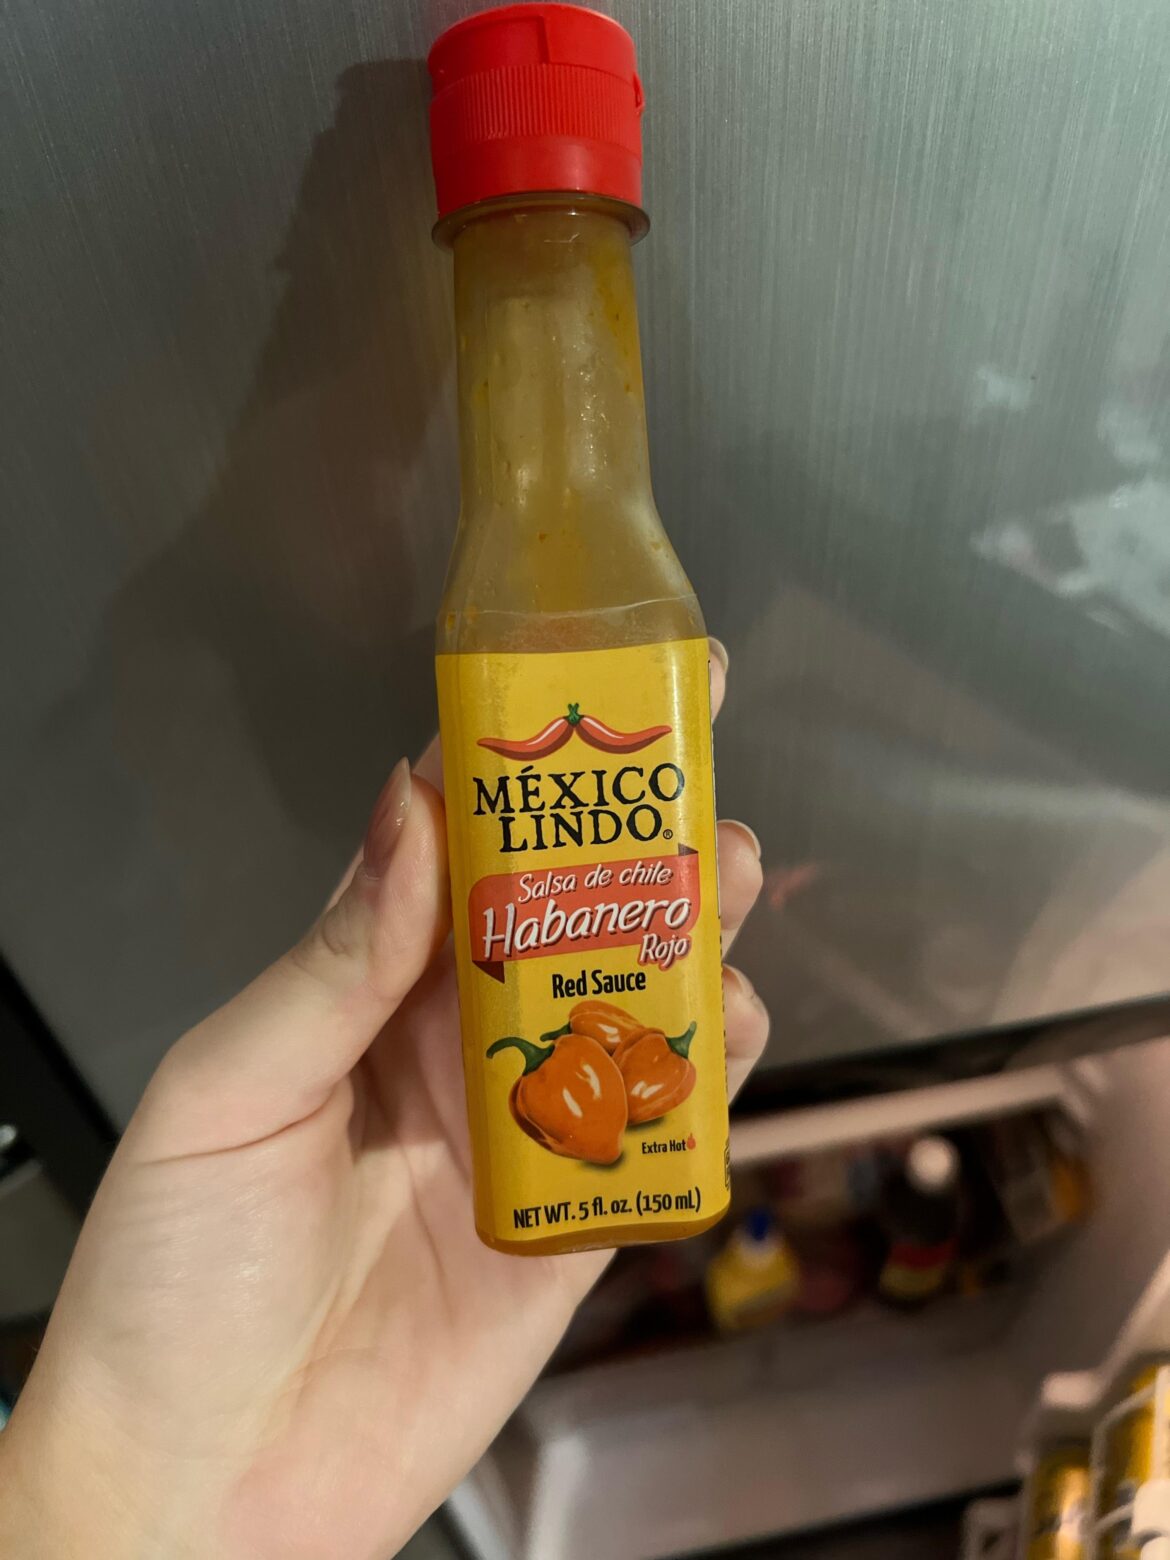 MÉXICO
LINDO®
Salsa de chile
Habanero
Rojo
Red Sauce
Extra Hot
NET WT. 5 fl. oz. (150 mL)